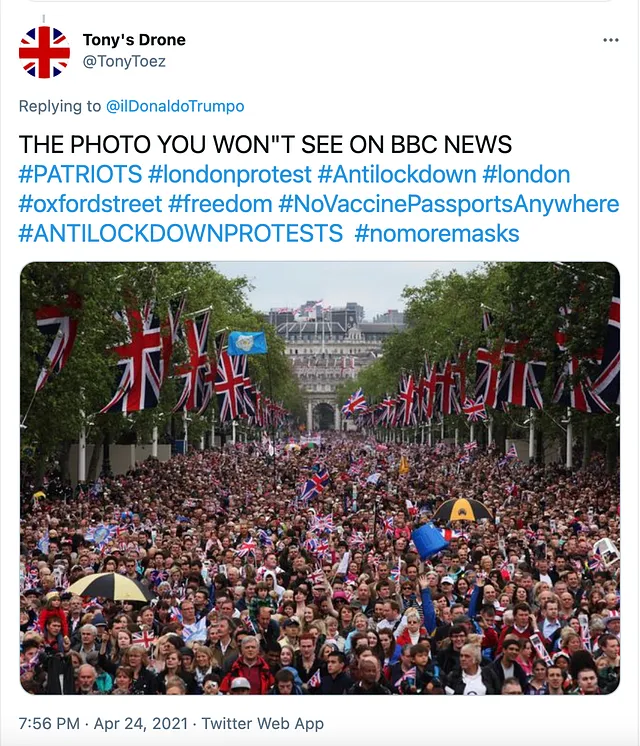 Tony's Drone
@TonyToez
Replying to @ilDonaldoTrumpo
THE PHOTO YOU WON"T SEE ON BBC NEWS
#PATRIOTS #londonprotest #Antilockdown #london
#oxfordstreet #freedom #NoVaccinePassportsAnywhere
#ANTILOCKDOWNPROTESTS #nomoremasks
7:56 PM · Apr 24, 2021 · Twitter Web App